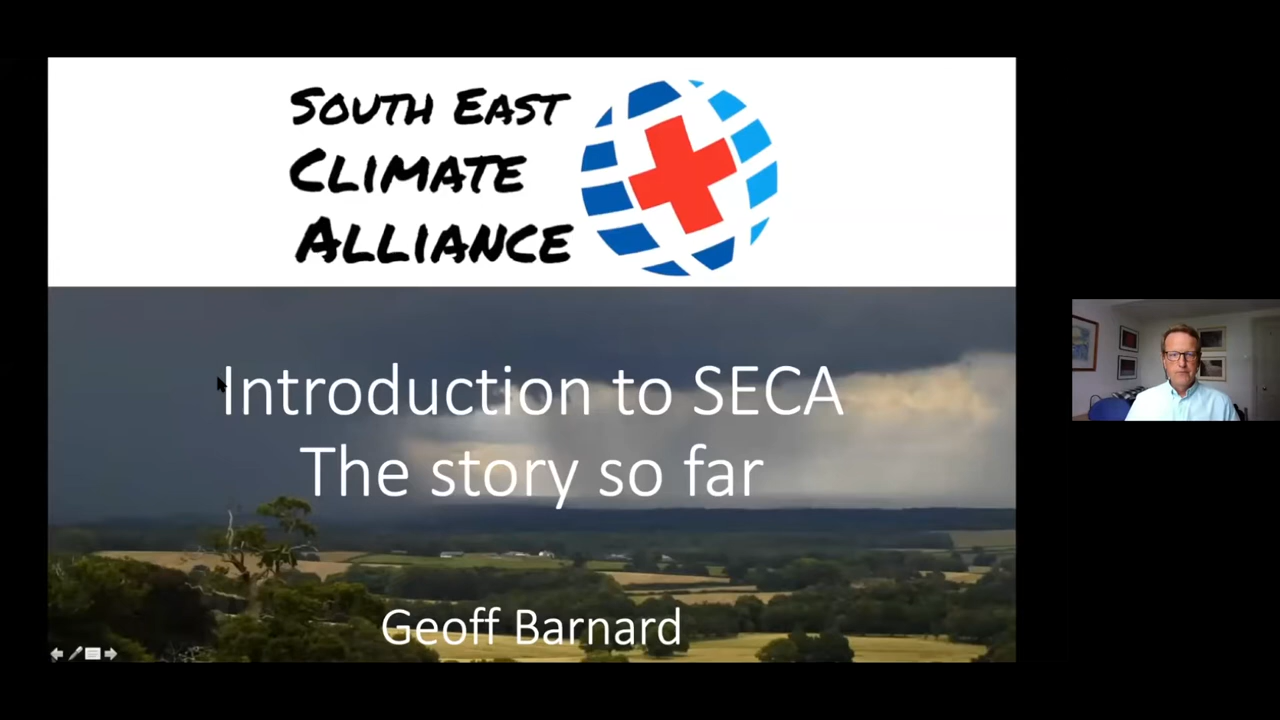 SOUTH EAST
CLIMATE
ALLIANCE
Introduction to SECA
The story so far
Geoff Barnard